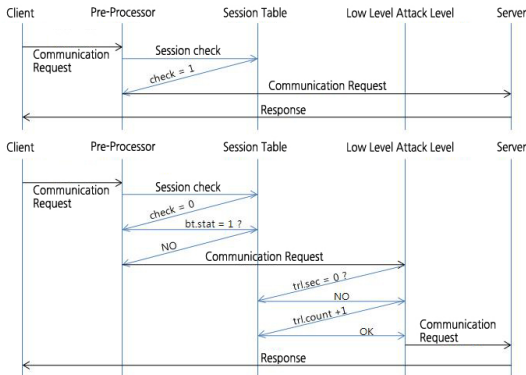 Client Pre-Processor Session Table Low Level Attack Level Server
Communication
Request
Session check
check = 1
Communication Request
Response
Client Pre-Processor Session Table Low Level Attack Level Server
Communication
Request
Session check
check = 0
bt.stat = 1 ?
NO
Communication Request
trl.sec = 0 ?
NO
trl.count +1
OK
Communication
Request
Response